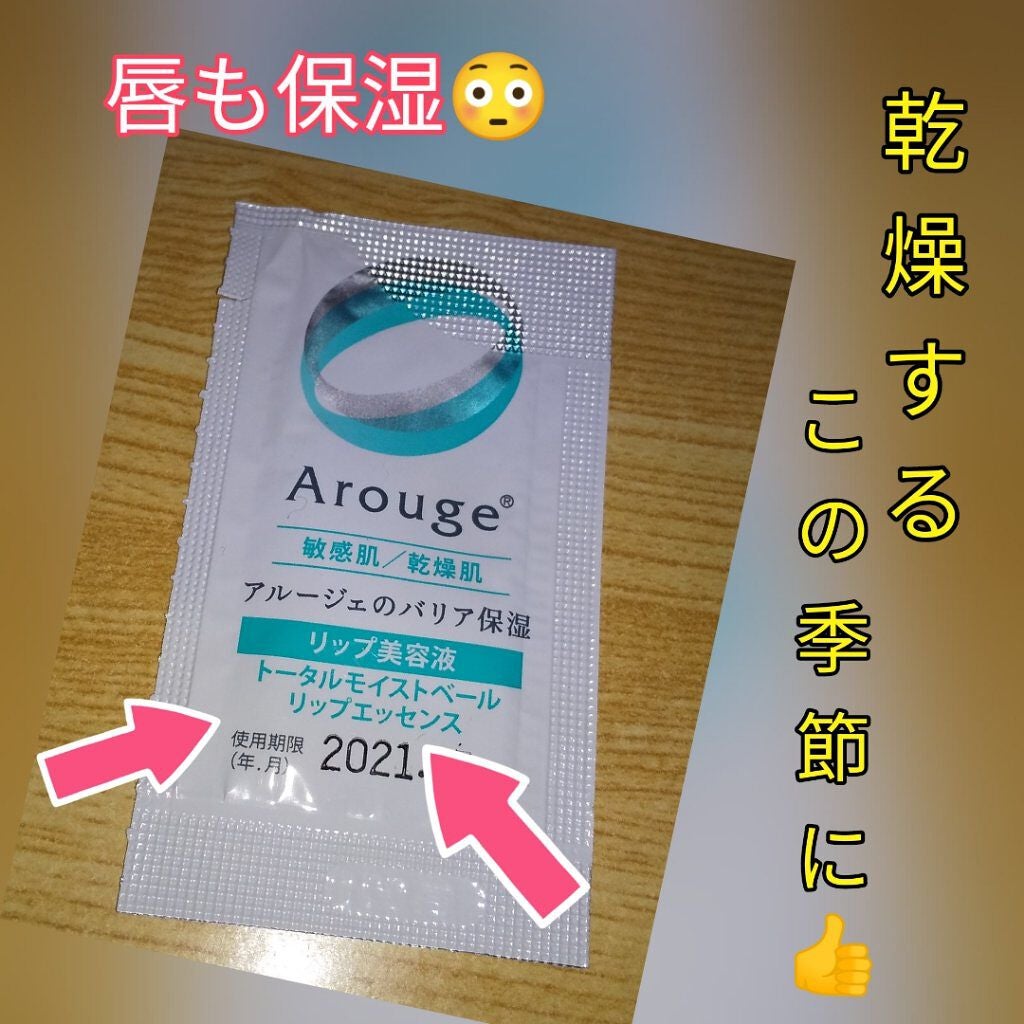 唇も保湿😳
乾燥する
この季節に👍
Arouge®
敏感肌/乾燥肌
アルージェのバリア保湿
リップ美容液
トータルモイストベール
リップエッセンス
使用期限
(年.月)
2021.